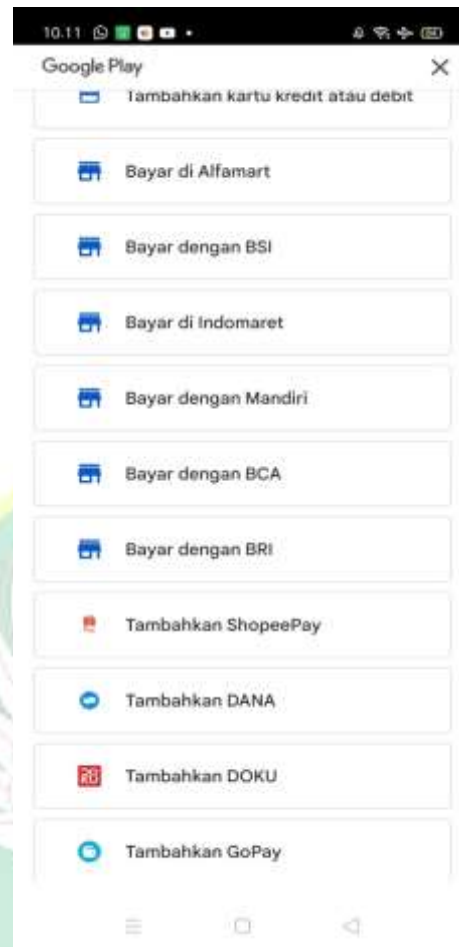 10.11
Google Play
Tambahkan kartu kredit atau debit
Bayar di Alfamart
Bayar dengan BSI
Bayar di Indomaret
Bayar dengan Mandiri
Bayar dengan BCA
Bayar dengan BRI
Tambahkan ShopeePay
Tambahkan DANA
Tambahkan DOKU
Tambahkan GoPay